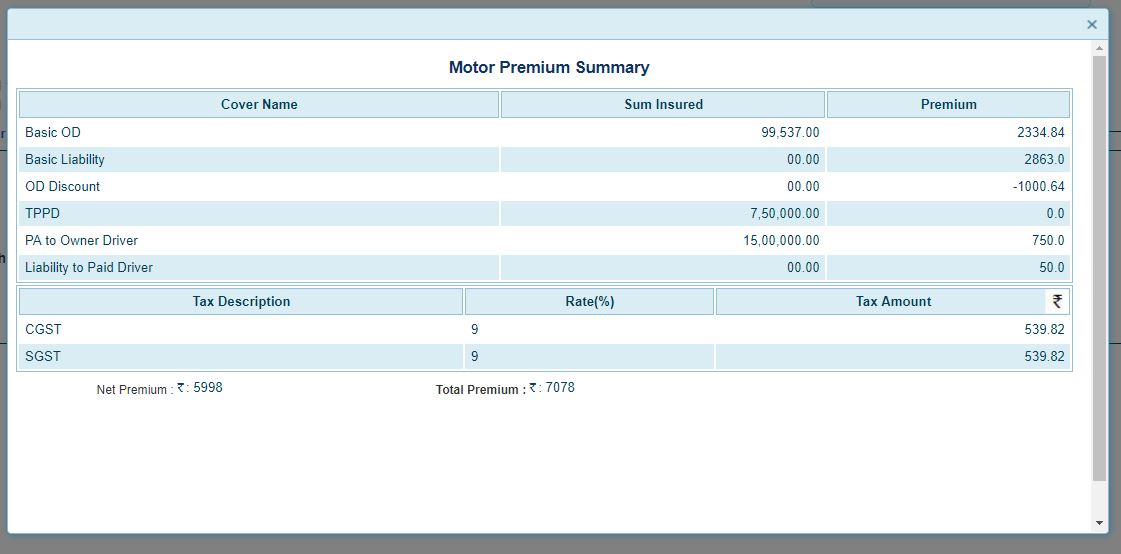 ×
Motor Premium Summary
Cover Name Sum Insured Premium
Basic OD 99,537.00 2334.84
Basic Liability 00.00 2863.0
OD Discount 00.00 -1000.64
TPPD 7,50,000.00 0.0
PA to Owner Driver 15,00,000.00 750.0
Liability to Paid Driver 00.00 50.0
Tax Description Rate(%) Tax Amount ₹
CGST 9 539.82
SGST 9 539.82
Net Premium : ₹ : 5998 Total Premium : ₹ : 7078
r
h